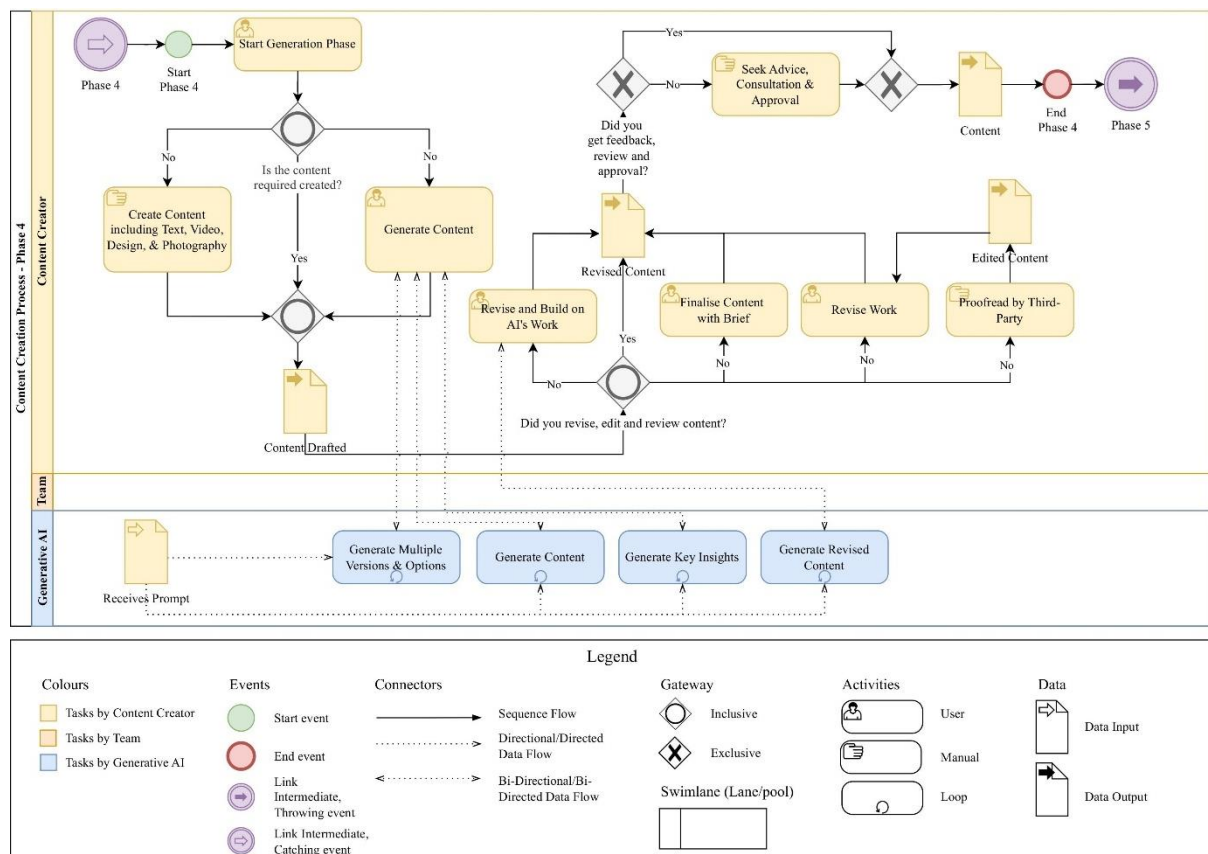 Content Creation Process - Phase 4
Content Creator
Team
Generative AI
Phase 4
Start
Phase 4
Start Generation Phase
No
Is the content
required created?
No
Create Content
including Text, Video,
Design, & Photography
Yes
Generate Content
Content Drafted
Yes
No
Seek Advice,
Consultation &
Approval
Content
End
Phase 4
Phase 5
Did you
get feedback,
review and
approval?
Revised Content
Edited Content
Revise and Build on
AI's Work
Finalise Content
with Brief
Revise Work
Proofread by Third-
Party
Yes
No
No
No
No
Did you revise, edit and review content?
Receives Prompt
Generate Multiple
Versions & Options
Generate Content
Generate Key Insights
Generate Revised
Content
Legend
Colours
Tasks by Content Creator
Tasks by Team
Tasks by Generative AI
Events
Start event
End event
Link
Intermediate,
Throwing event
Link Intermediate,
Catching event
Connectors
Sequence Flow
Directional/Directed
Data Flow
Bi-Directional/Bi-
Directed Data Flow
Gateway
Inclusive
Exclusive
Swimlane (Lane/pool)
Activities
User
Manual
Loop
Data
Data Input
Data Output